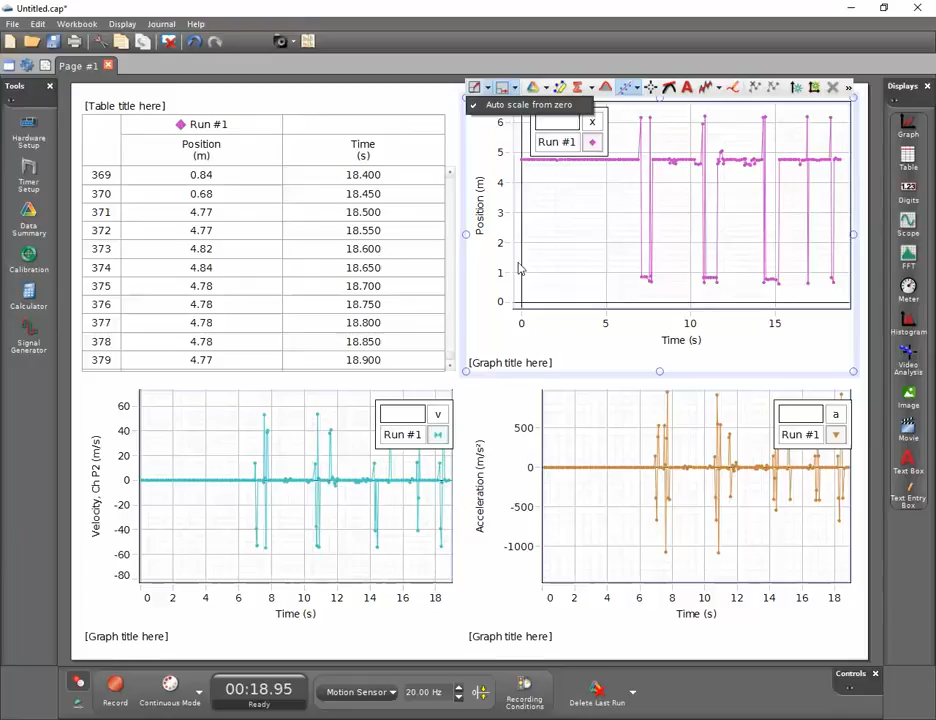 Untitled.cap*
File Edit Workbook Display Journal Help
Page #1
Tools
Displays
Hardware Setup
Timer Setup
Data Summary
Calibration
Calculator
Signal Generator
[Table title here]
Run #1
Position (m) Time (s)
369 0.84 18.400
370 0.68 18.450
371 4.77 18.500
372 4.77 18.550
373 4.82 18.600
374 4.84 18.650
375 4.78 18.700
376 4.78 18.750
377 4.78 18.800
378 4.78 18.850
379 4.77 18.900
Auto scale from zero
x
Run #1
Position (m)
6
5
4
3
2
1
0
0 5 10 15
Time (s)
[Graph title here]
v
Run #1
Velocity, Ch P2 (m/s)
60
40
20
0
-20
-40
-60
-80
0 2 4 6 8 10 12 14 16 18
Time (s)
[Graph title here]
a
Run #1
Acceleration (m/s²)
500
0
-500
-1000
0 2 4 6 8 10 12 14 16 18
Time (s)
[Graph title here]
Graph
Table
1.23
Digits
Scope
FFT
Meter
Histogram
Video Analysis
Image
Movie
Text Box
Text Entry Box
Record
Continuous Mode
00:18.95
Ready
Motion Sensor
20.00 Hz
Recording Conditions
Delete Last Run
Controls